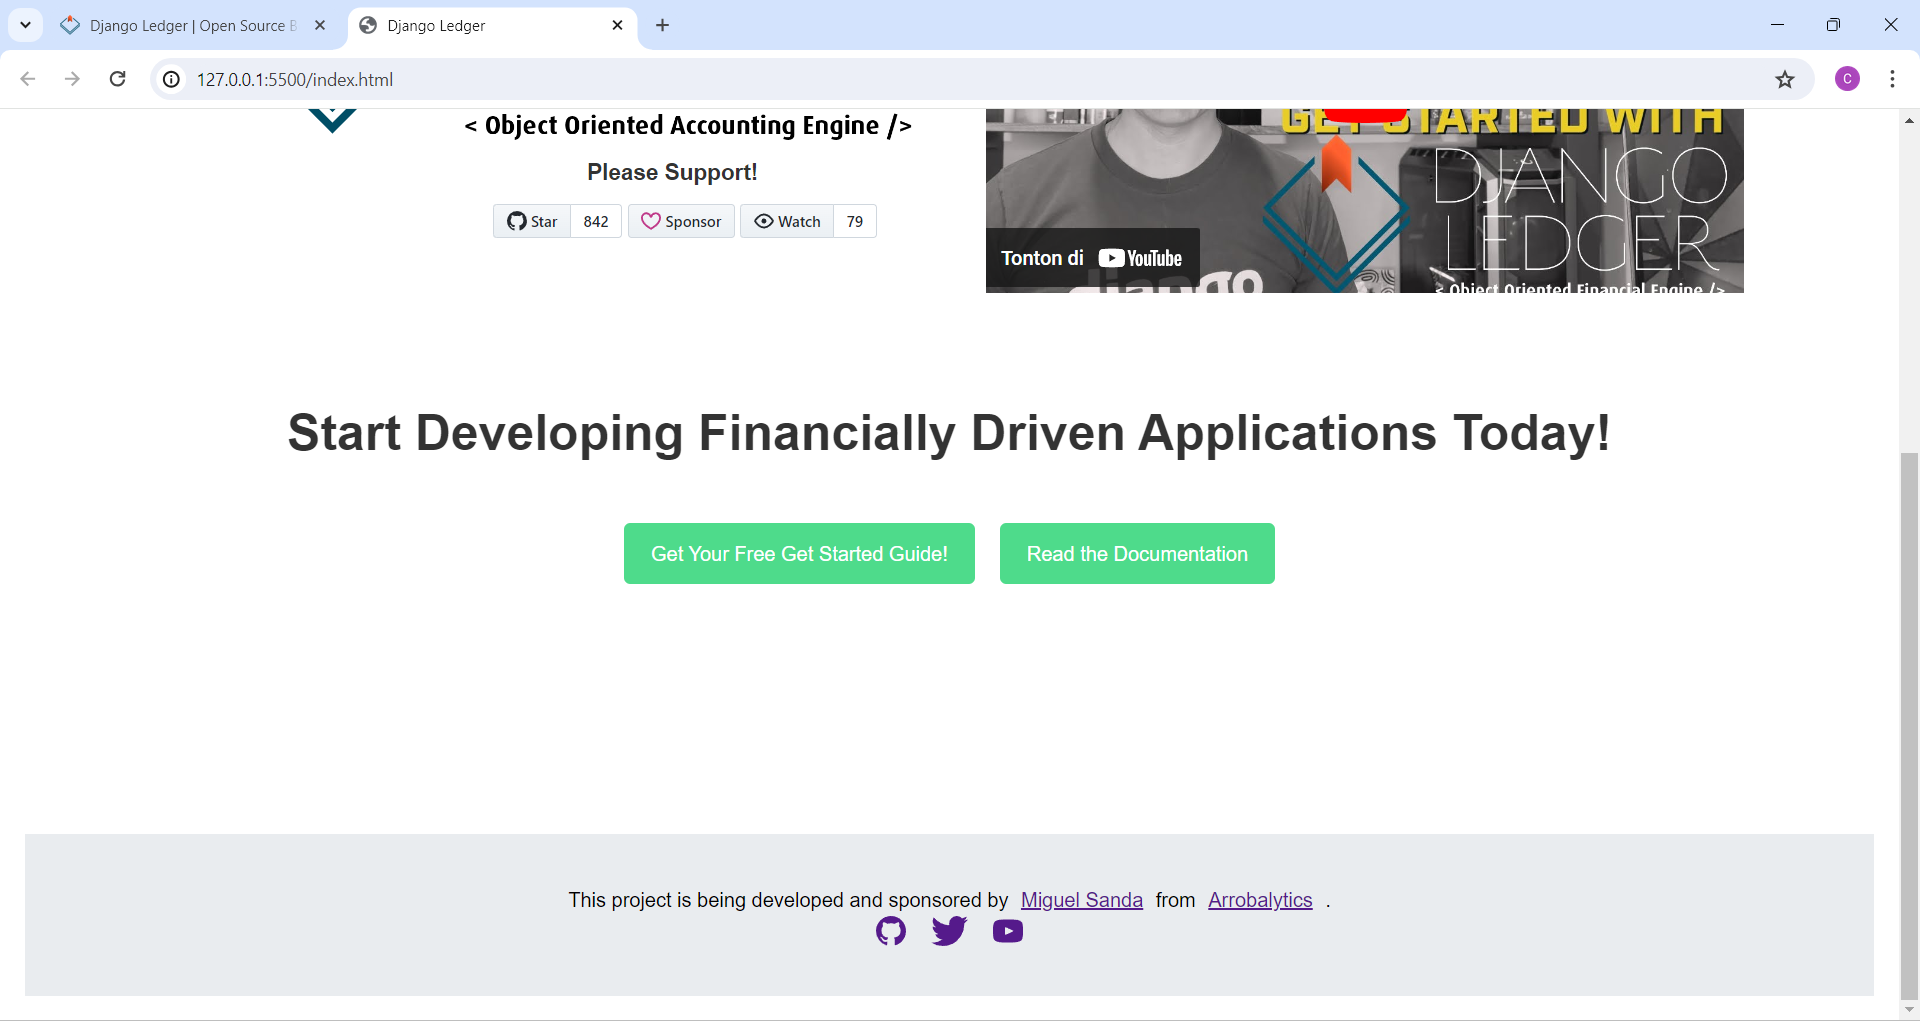 Django Ledger | Open Source B
Django Ledger
127.0.0.1:5500/index.html
C
< Object Oriented Accounting Engine />
Please Support!
Star 842 Sponsor Watch 79
GET STARTED WITH
DJANGO
LEDGER
< Object Oriented Financial Engine />
Tonton di YouTube
django
Start Developing Financially Driven Applications Today!
Get Your Free Get Started Guide! Read the Documentation
This project is being developed and sponsored by Miguel Sanda from Arrobalytics .